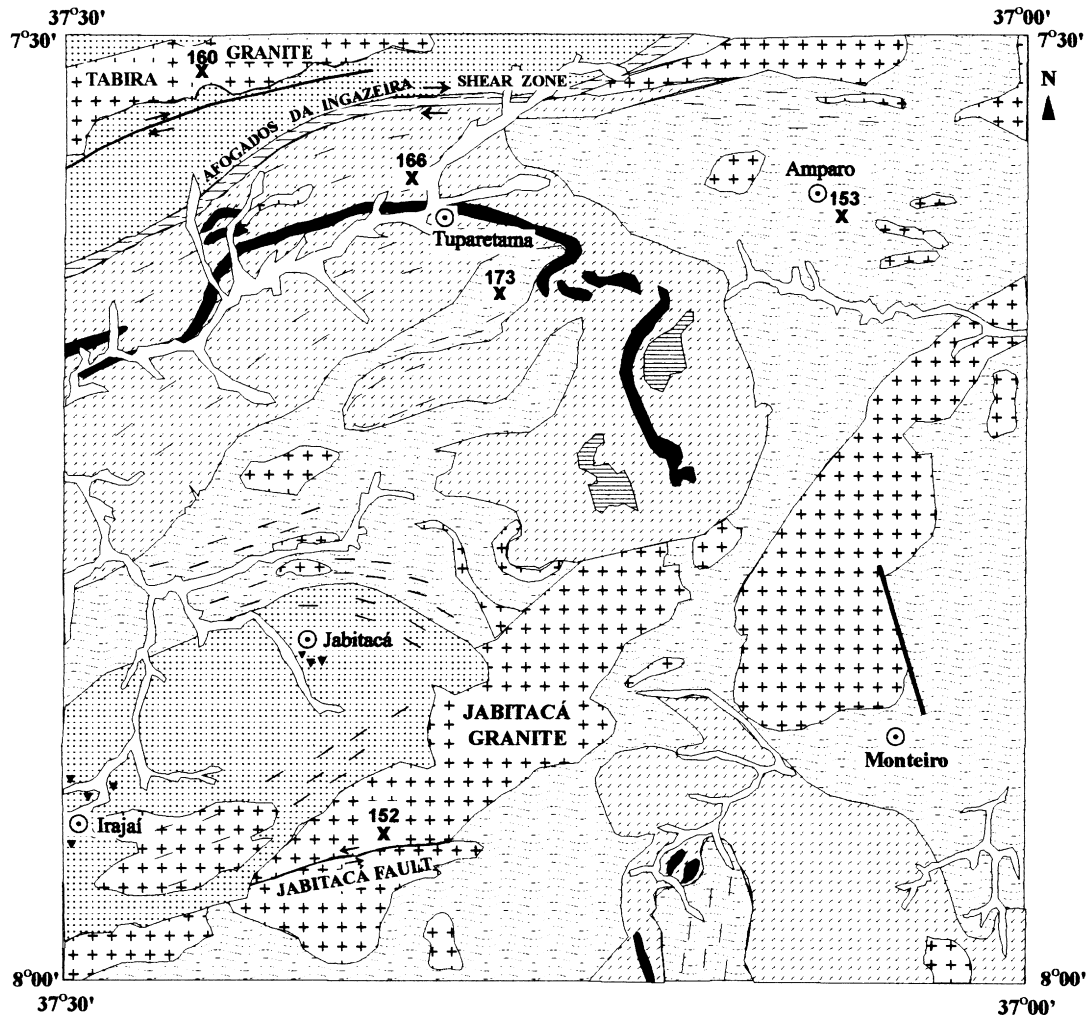 37°30'
37°00'
7°30'
7°30'
160
GRANITE
TABIRA
SHEAR ZONE
N
AFOGADOS DA INGAZEIRA
166
Amparo
153
Tuparetama
173
Jabitacá
JABITACÁ
GRANITE
Monteiro
152
Irajaí
JABITACÁ FAULT
8°00'
8°00'
37°30'
37°00'